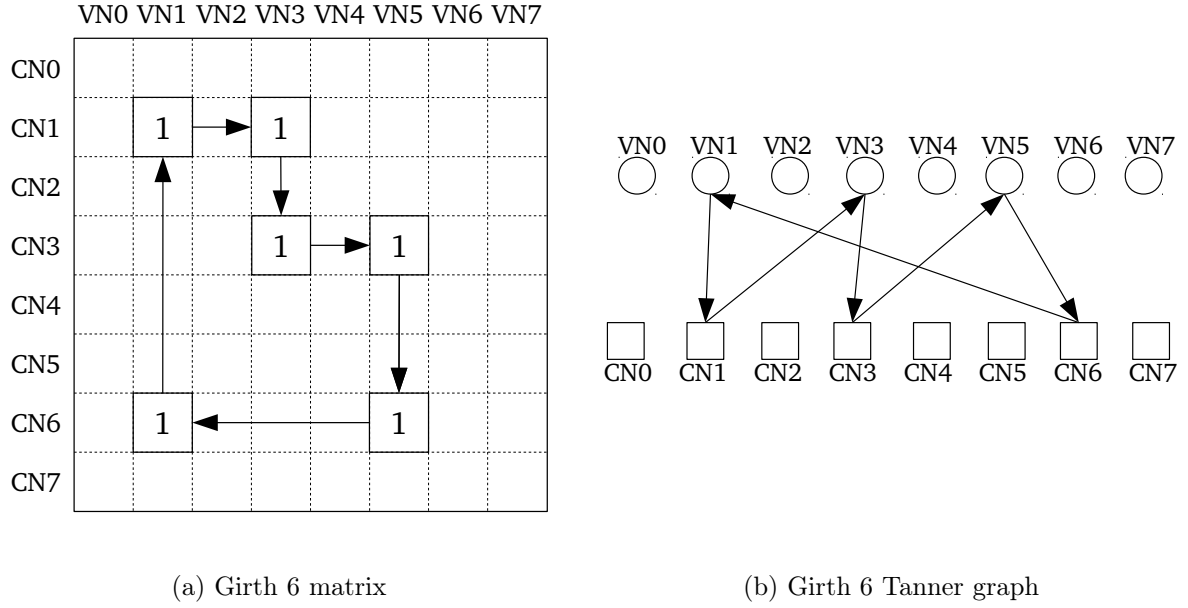 VN0 VN1 VN2 VN3 VN4 VN5 VN6 VN7
CN0
CN1 1 1
CN2
CN3 1 1
CN4
CN5
CN6 1 1
CN7
(a) Girth 6 matrix
VN0 VN1 VN2 VN3 VN4 VN5 VN6 VN7
CN0 CN1 CN2 CN3 CN4 CN5 CN6 CN7
(b) Girth 6 Tanner graph